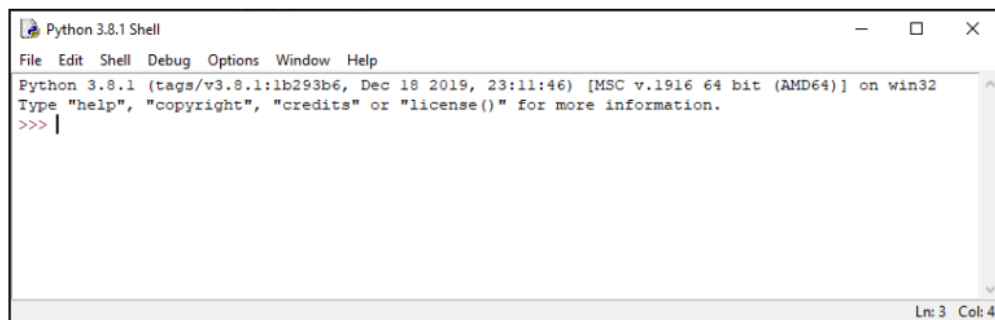 Python 3.8.1 Shell
File Edit Shell Debug Options Window Help
Python 3.8.1 (tags/v3.8.1:1b293b6, Dec 18 2019, 23:11:46) [MSC v.1916 64 bit (AMD64)] on win32
Type "help", "copyright", "credits" or "license()" for more information.
>>>
Ln: 3 Col: 4